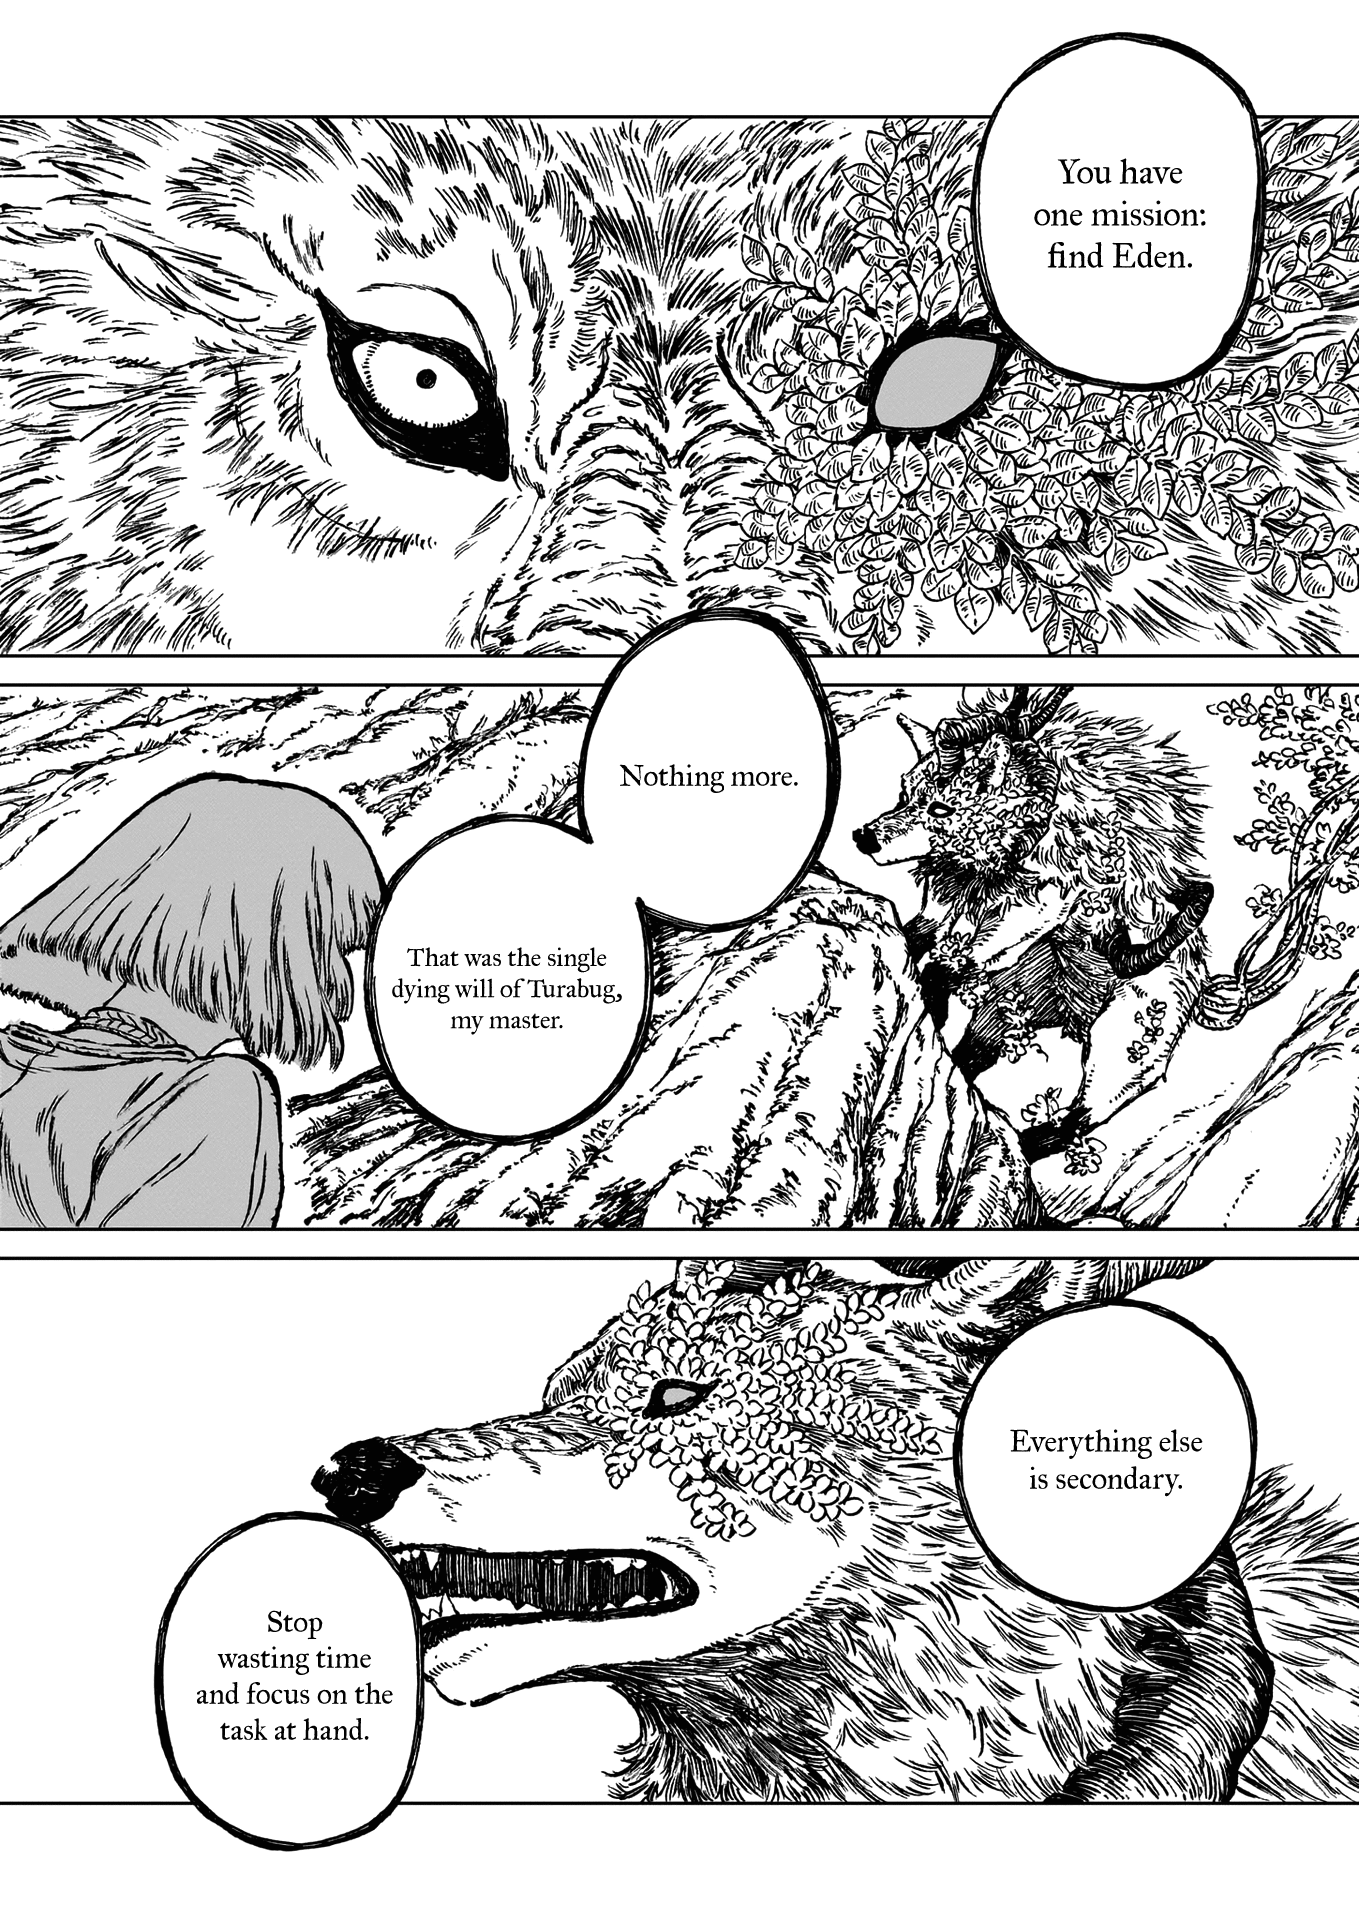 You have
one mission:
find Eden.
Nothing more.
That was the single
dying will of Turabug,
my master.
Everything else
is secondary.
Stop
wasting time
and focus on the
task at hand.